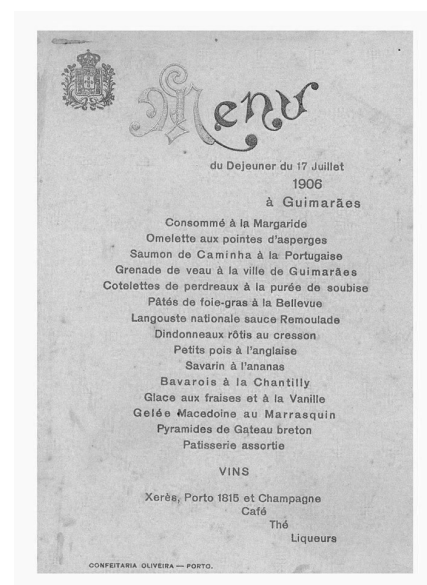 Menu
du Dejeuner du 17 Juillet
1906
à Guimarães
Consommé à la Margaride
Omelette aux pointes d'asperges
Saumon de Caminha à la Portugaise
Grenade de veau à la ville de Guimarães
Cotelettes de perdreaux à la purée de soubise
Pâtés de foie-gras à la Bellevue
Langouste nationale sauce Remoulade
Dindonneaux rôtis au cresson
Petits pois à l'anglaise
Savarin à l'ananas
Bavarois à la Chantilly
Glace aux fraises et à la Vanille
Gelée Macedoine au Marrasquin
Pyramides de Gateau breton
Patisserie assortie
VINS
Xerès, Porto 1815 et Champagne
Café
Thé
Liqueurs
CONFEITARIA OLIVEIRA — PORTO.